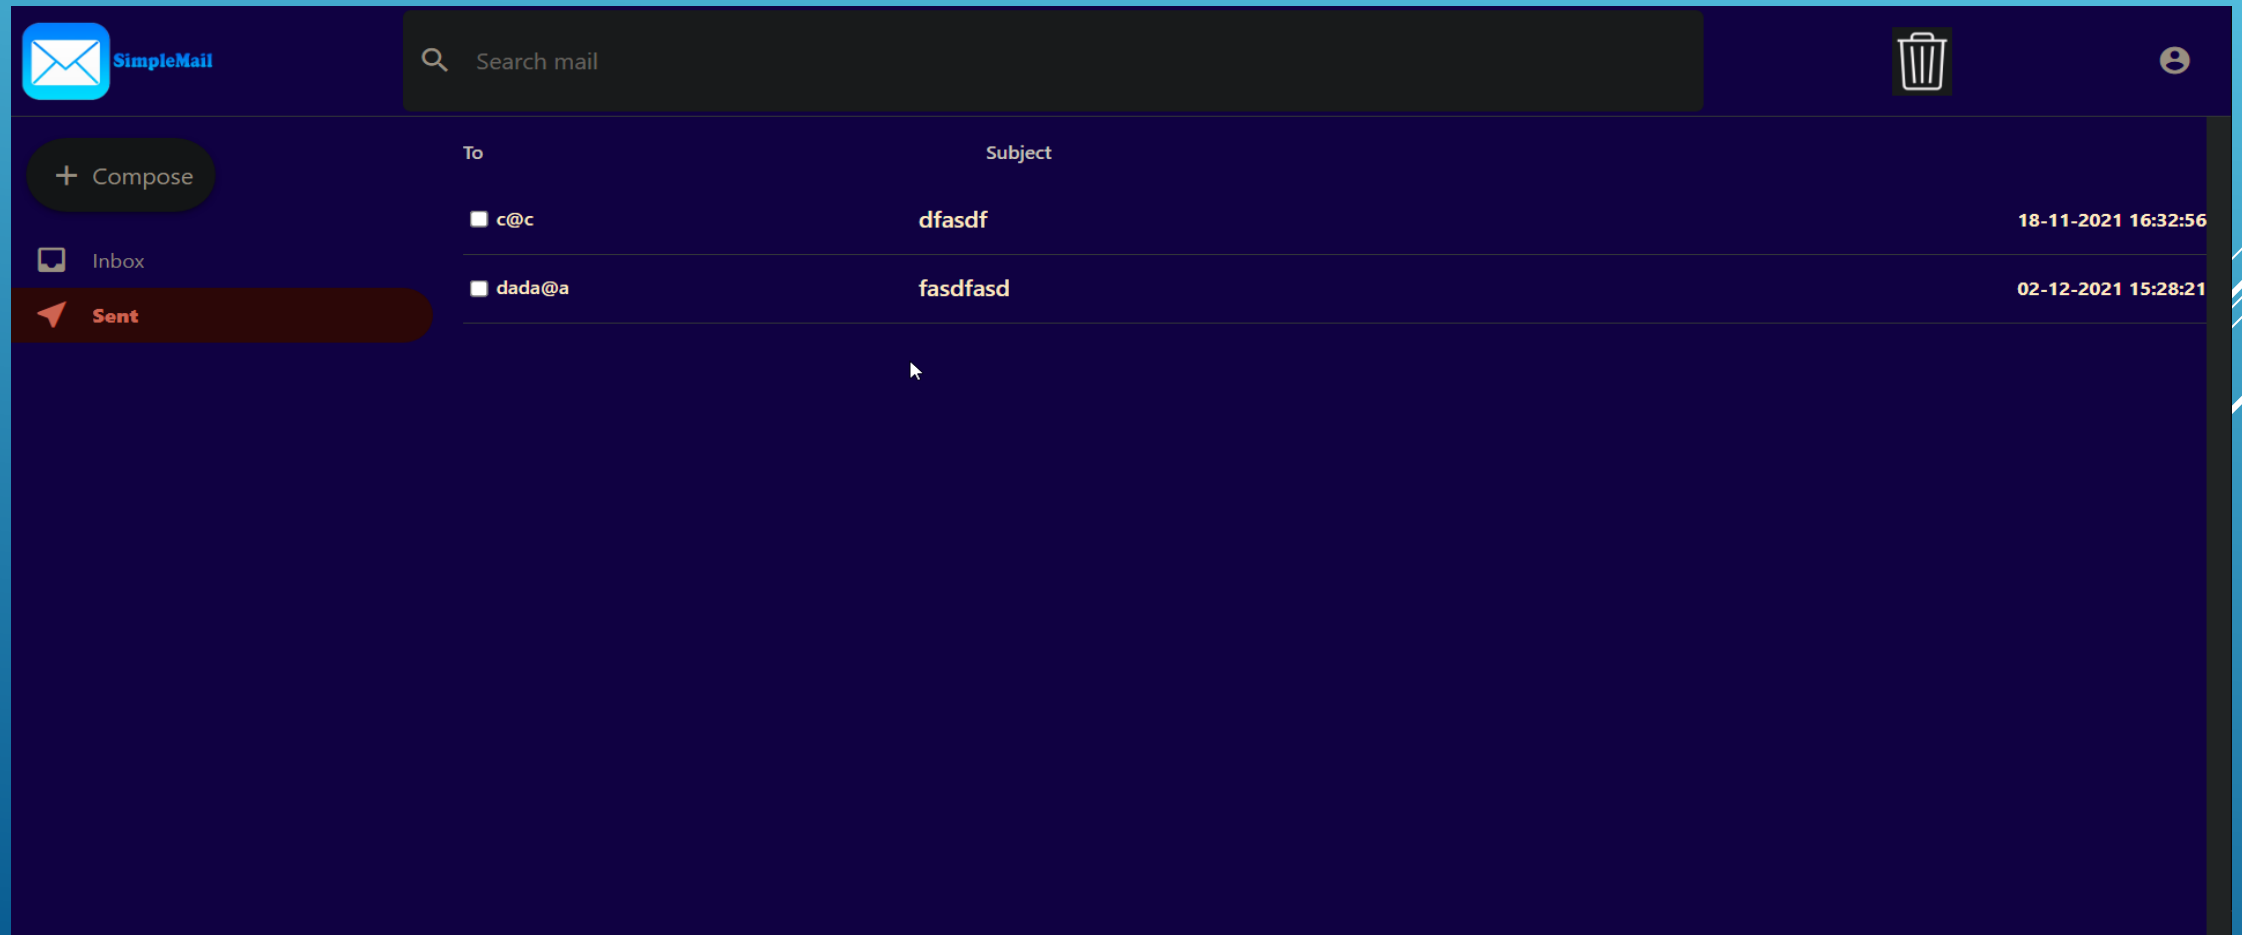 SimpleMail
Search mail
Compose
Inbox
Sent
To Subject
c@c dfasdf 18-11-2021 16:32:56
dada@a fasdfasd 02-12-2021 15:28:21